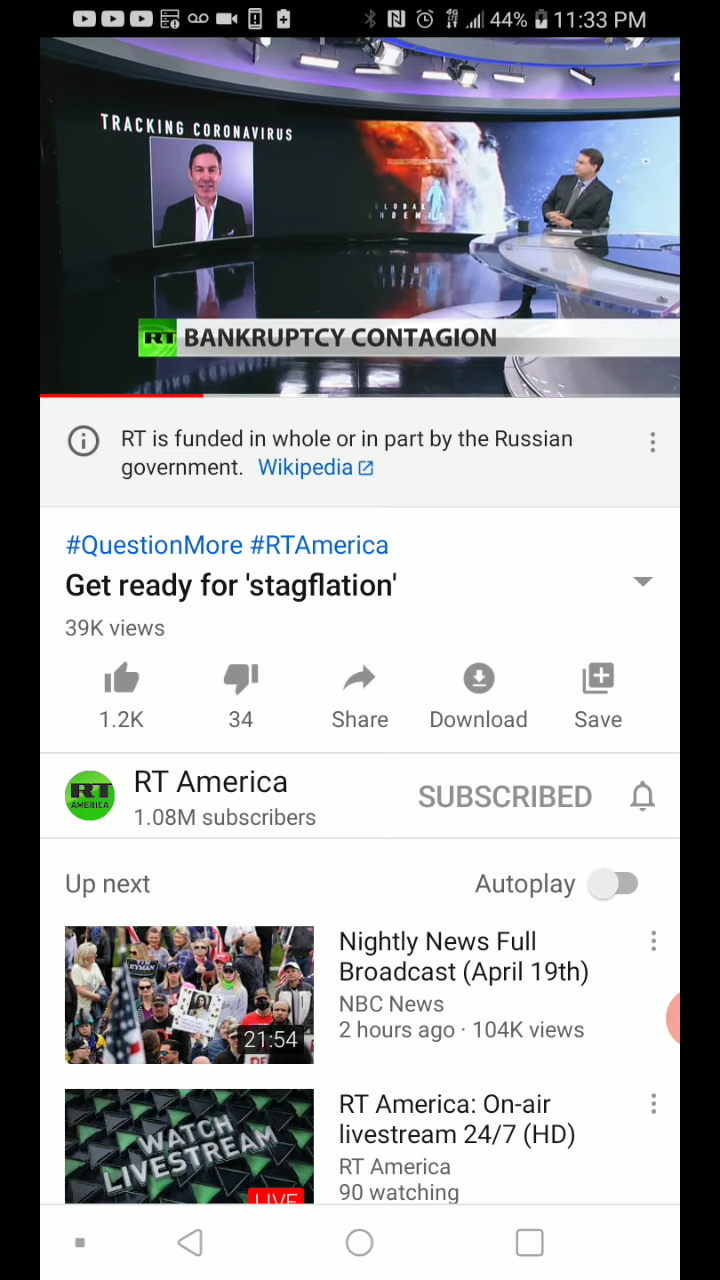 44% 11:33 PM
TRACKING CORONAVIRUS
GLOBAL
RT BANKRUPTCY CONTAGION
RT is funded in whole or in part by the Russian
government. Wikipedia
#QuestionMore #RTAmerica
Get ready for 'stagflation'
39K views
1.2K 34 Share Download Save
RT AMERICA
RT America
1.08M subscribers
SUBSCRIBED
Up next Autoplay
21:54
Nightly News Full
Broadcast (April 19th)
NBC News
2 hours ago · 104K views
WATCH
LIVESTREAM
LIVE
RT America: On-air
livestream 24/7 (HD)
RT America
90 watching